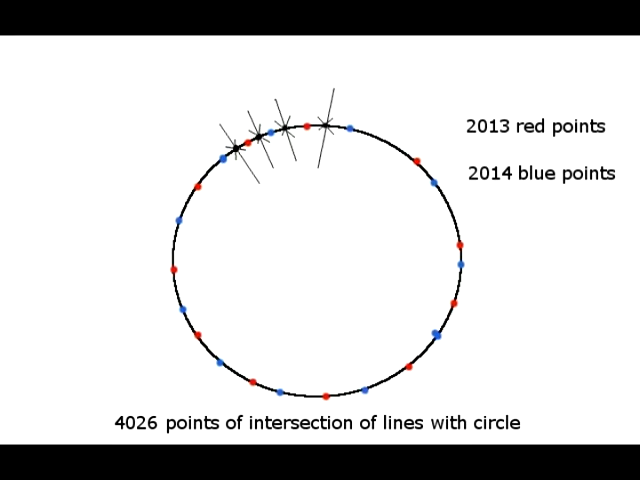 2013 red points
2014 blue points
4026 points of intersection of lines with circle